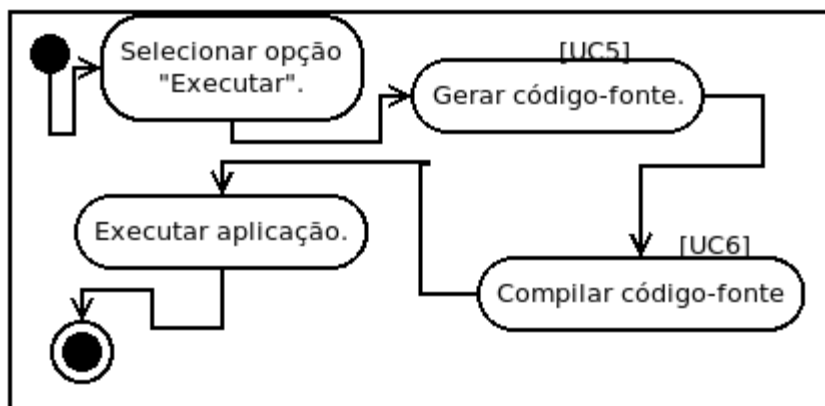 Selecionar opção
"Executar".
[UC5]
Gerar código-fonte.
Executar aplicação.
[UC6]
Compilar código-fonte